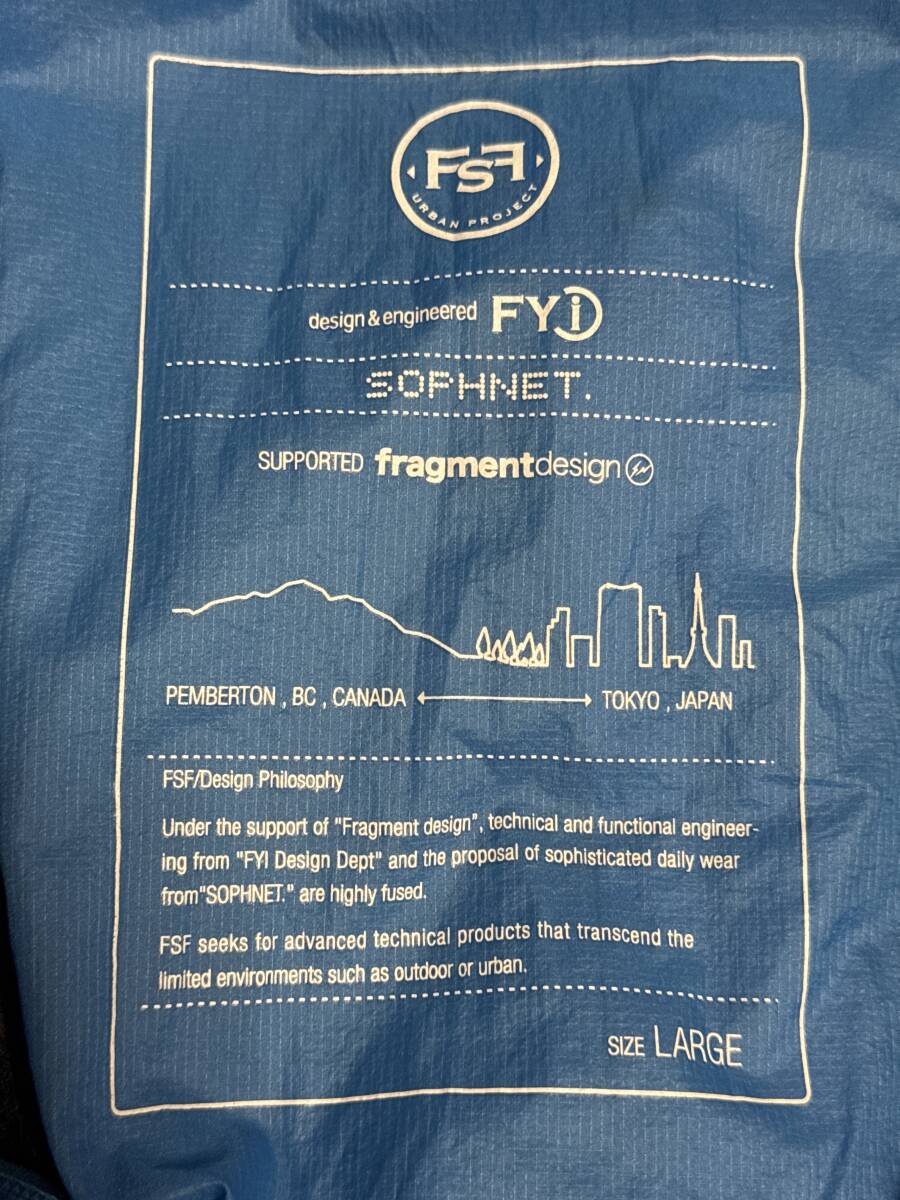 FSF
URBAN PROJECT
design & engineered FYi
SOPHNET.
SUPPORTED fragmentdesign
PEMBERTON , BC , CANADA TOKYO , JAPAN
FSF/Design Philosophy
Under the support of "Fragment design", technical and functional engineer-
ing from "FYI Design Dept" and the proposal of sophisticated daily wear
from"SOPHNET." are highly fused.
FSF seeks for advanced technical products that transcend the
limited environments such as outdoor or urban.
SIZE LARGE